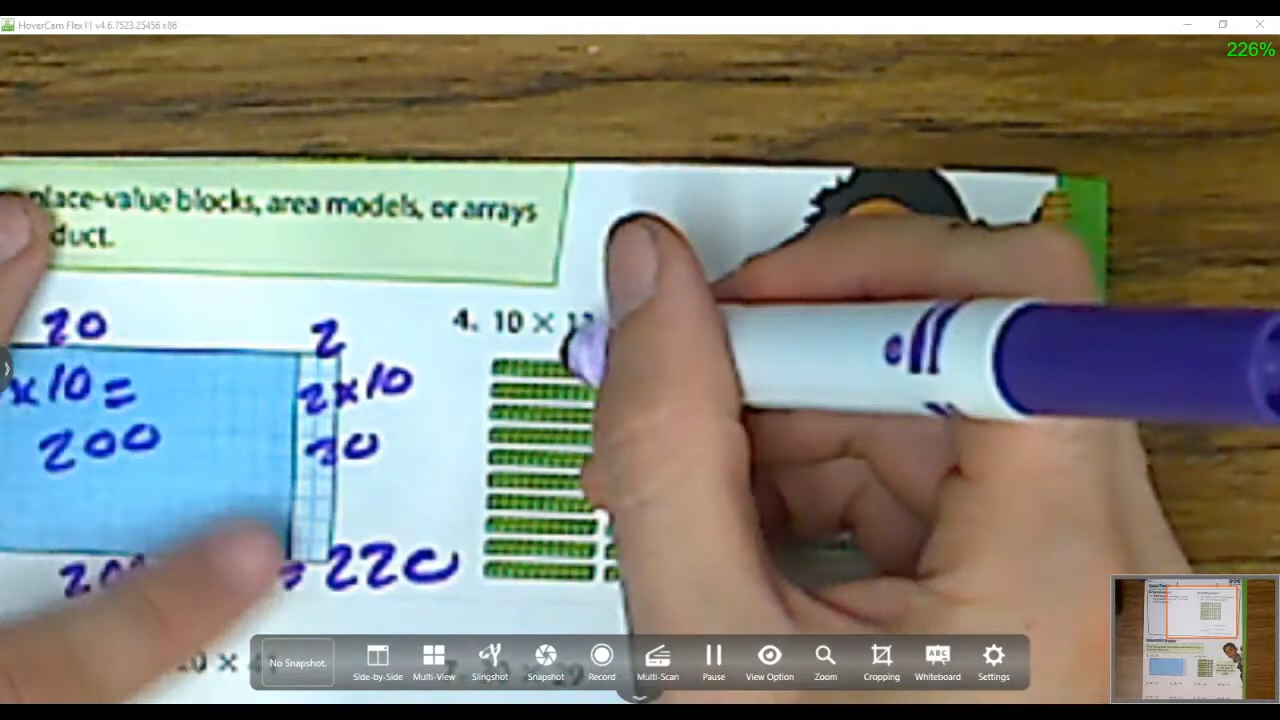 HoverCam Flex11 v4.6.7523.25456 x86
226%
place-value blocks, area models, or arrays
duct.
20
2
4. 10 ×
x10=
2x10
200
20
= 220
No Snapshot.
Side-by-Side
Multi-View
Slingshot
Snapshot
Record
Multi-Scan
Pause
View Option
Zoom
Cropping
ABC
Whiteboard
Settings